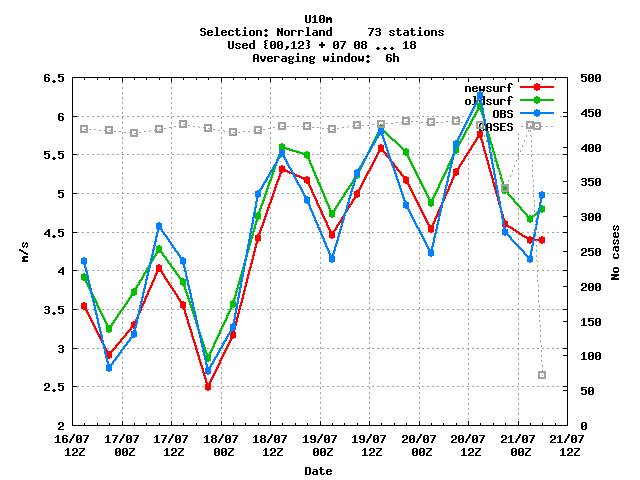 U10m
Selection: Norrland     73 stations
Used {00,12} + 07 08 ... 18
Averaging window:  6h
6.5
6
5.5
5
4.5
4
3.5
3
2.5
2
m/s
500
450
400
350
300
250
200
150
100
50
0
No cases
newsurf
oldsurf
OBS
CASES
16/07 17/07 17/07 18/07 18/07 19/07 19/07 20/07 20/07 21/07 21/07
12Z 00Z 12Z 00Z 12Z 00Z 12Z 00Z 12Z 00Z 12Z
Date